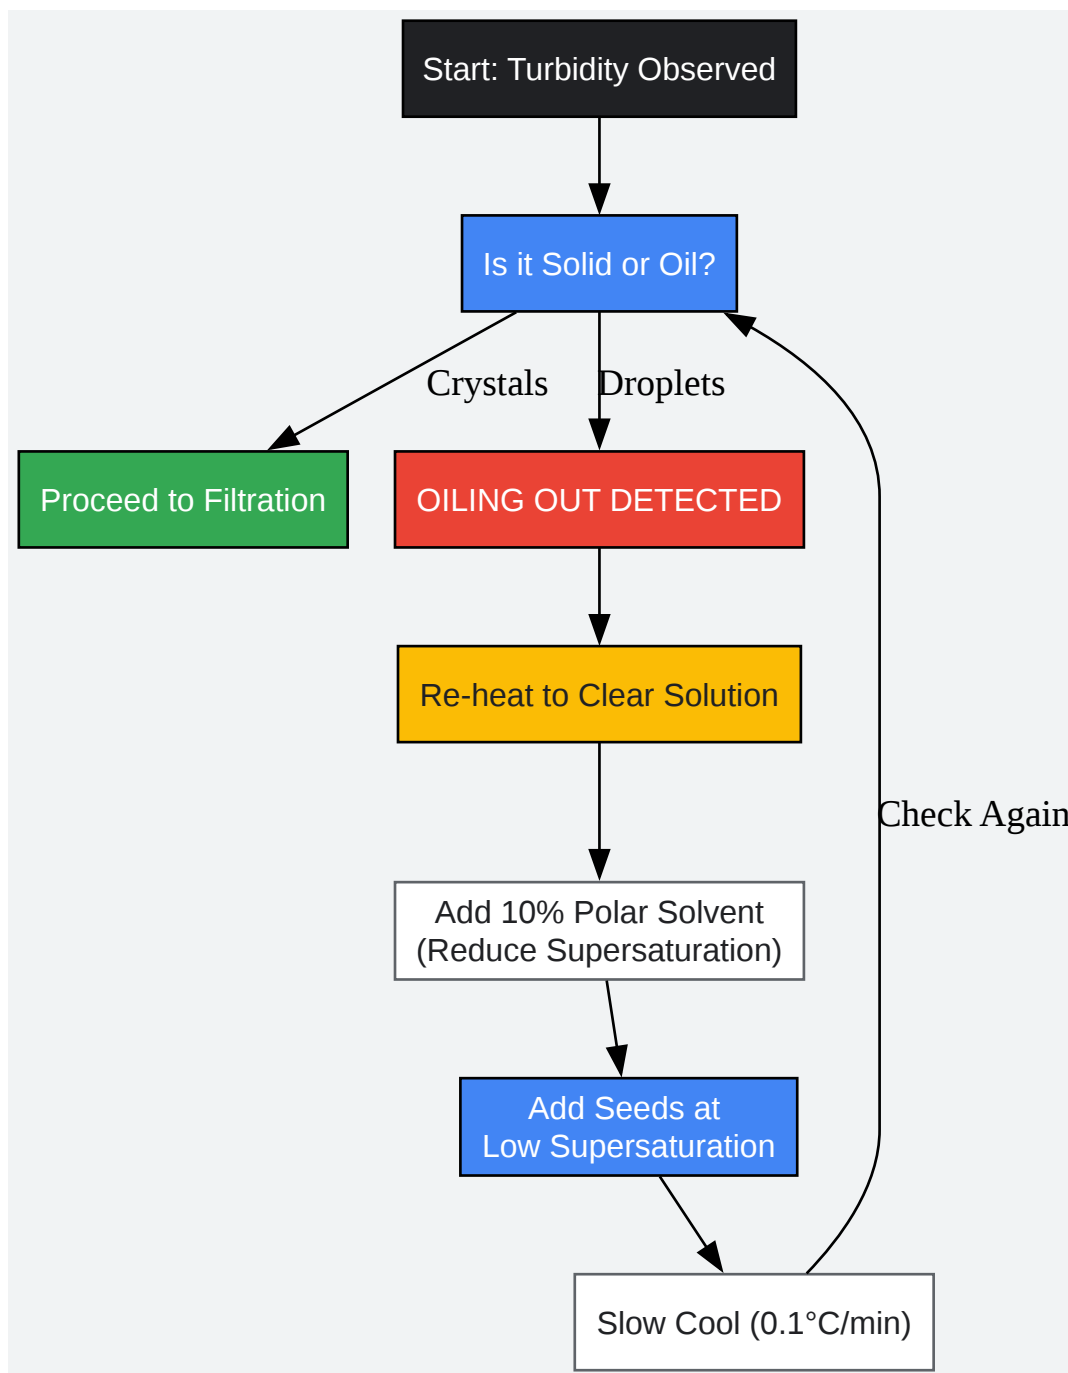 Start: Turbidity Observed
Is it Solid or Oil?
Crystals
Droplets
Proceed to Filtration
OILING OUT DETECTED
Re-heat to Clear Solution
Check Again
Add 10% Polar Solvent
(Reduce Supersaturation)
Add Seeds at
Low Supersaturation
Slow Cool (0.1°C/min)